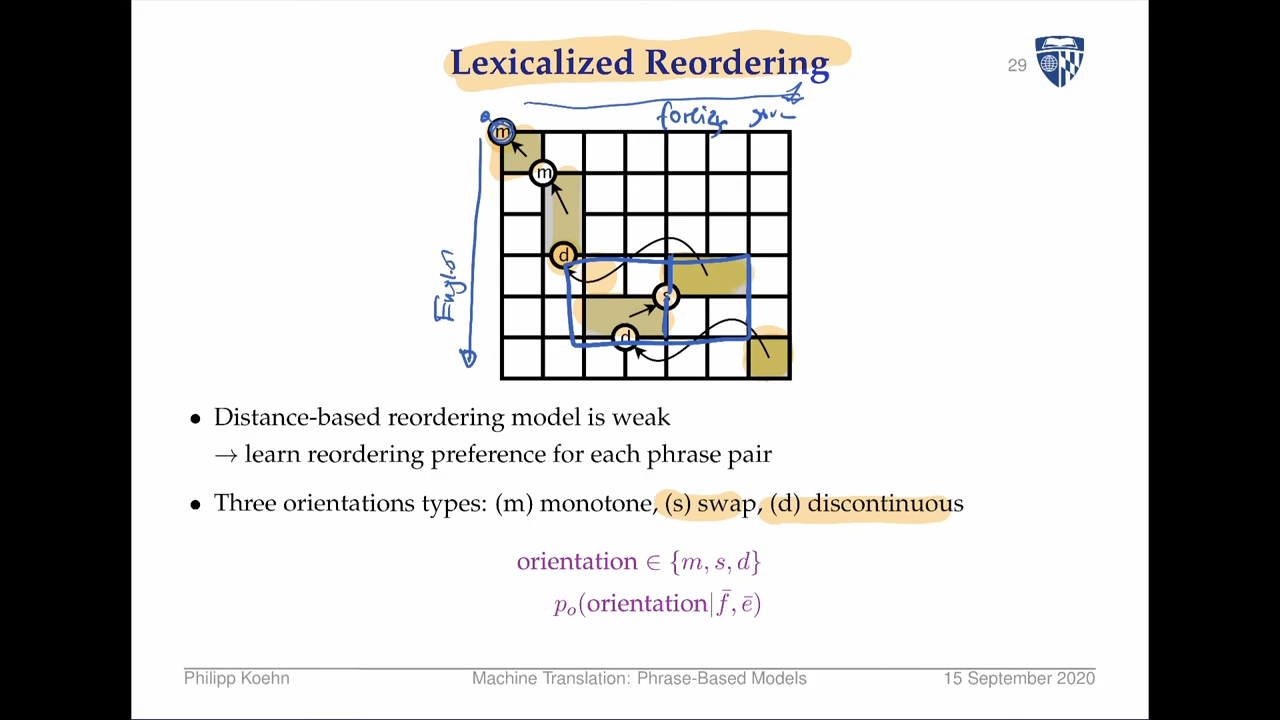 Lexicalized Reordering
29
foreign
English
m
m
d
s
d
• Distance-based reordering model is weak
→ learn reordering preference for each phrase pair
• Three orientations types: (m) monotone, (s) swap, (d) discontinuous
orientation ∈ {m, s, d}
pₒ(orientation|f̄, ē)
Philipp Koehn Machine Translation: Phrase-Based Models 15 September 2020